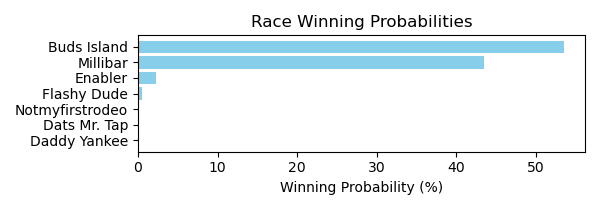 Race Winning Probabilities
Buds Island
Millibar
Enabler
Flashy Dude
Notmyfirstrodeo
Dats Mr. Tap
Daddy Yankee
0 10 20 30 40 50
Winning Probability (%)